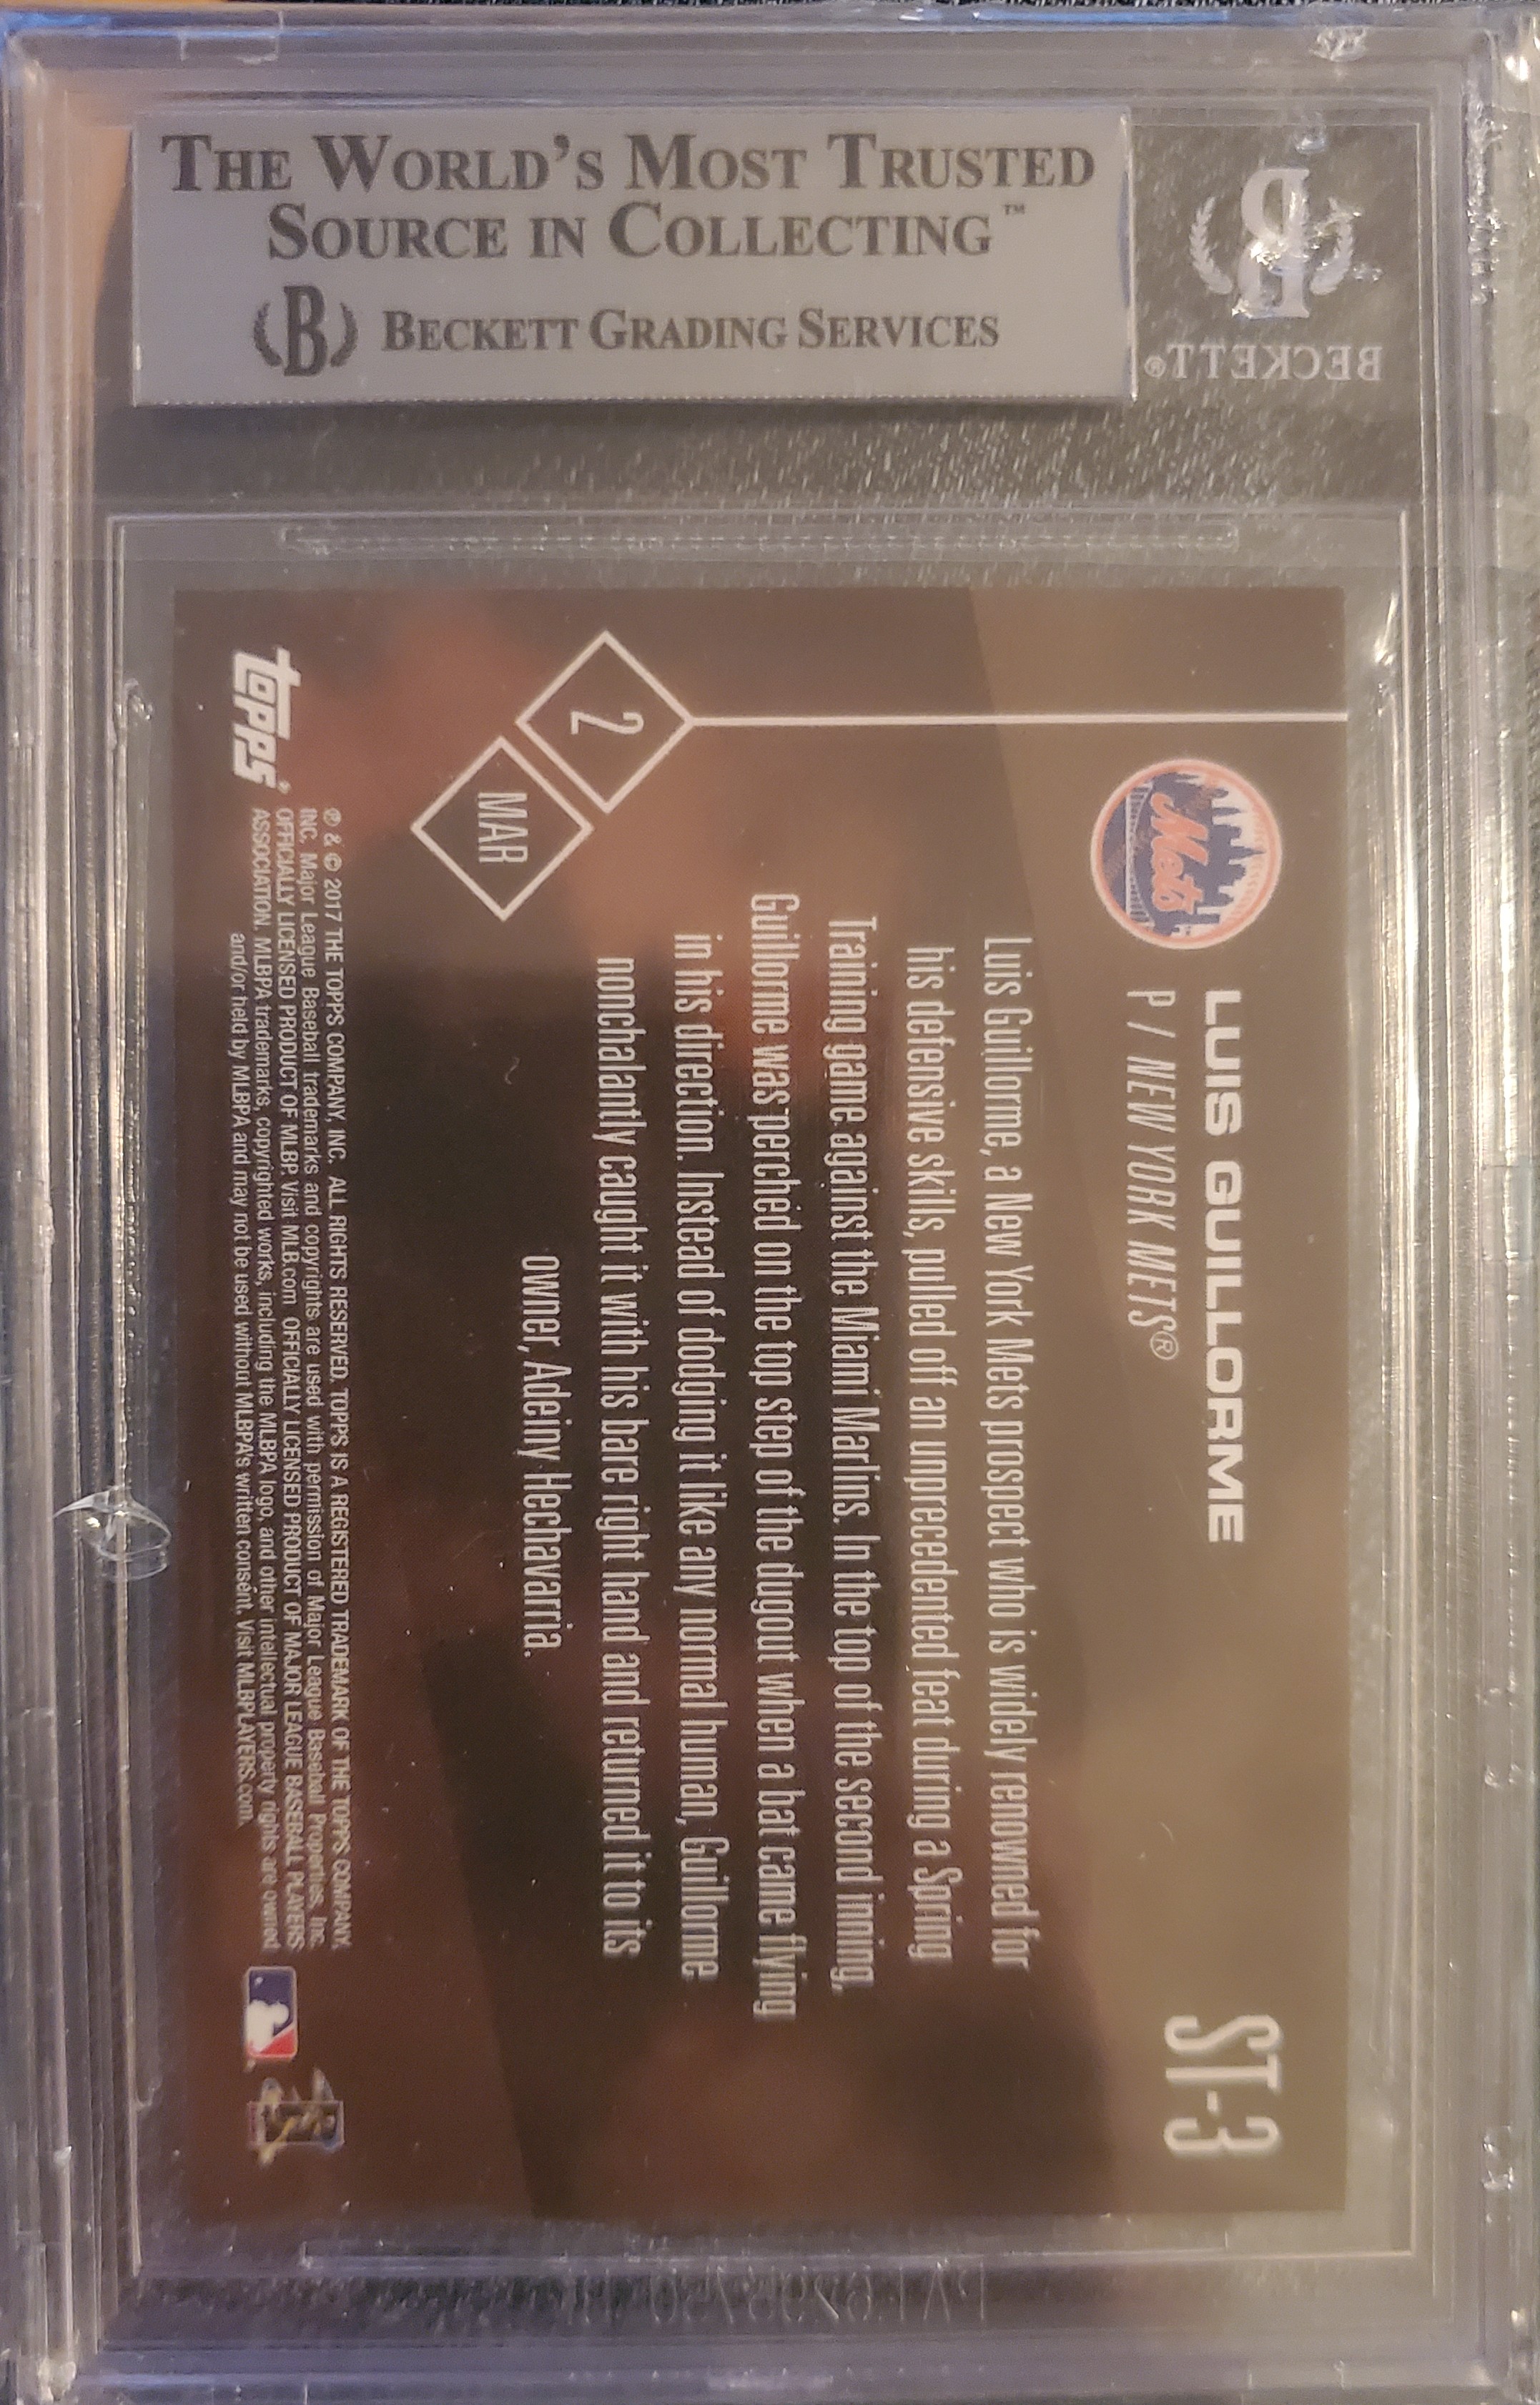 THE WORLD'S MOST TRUSTED
SOURCE IN COLLECTING™
B BECKETT GRADING SERVICES
BECKETT®
Mets
LUIS GUILLORME
P / NEW YORK METS®
ST-3
Luis Guillorme, a New York Mets prospect who is widely renowned for
his defensive skills, pulled off an unprecedented feat during a Spring
Training game against the Miami Marlins. In the top of the second inning,
Guillorme was perched on the top step of the dugout when a bat came flying
in his direction. Instead of dodging it like any normal human, Guillorme
nonchalantly caught it with his bare right hand and returned it to its
owner, Adeiny Hechavarria.
2
MAR
topps®
® & © 2017 THE TOPPS COMPANY, INC. ALL RIGHTS RESERVED. TOPPS IS A REGISTERED TRADEMARK OF THE TOPPS COMPANY,
INC. Major League Baseball trademarks and copyrights are used with permission of Major League Baseball Properties, Inc.
OFFICIALLY LICENSED PRODUCT OF MLBP. Visit MLB.com OFFICIALLY LICENSED PRODUCT OF MAJOR LEAGUE BASEBALL PLAYERS
ASSOCIATION. MLBPA trademarks, copyrighted works, including the MLBPA logo, and other intellectual property rights are owned
and/or held by MLBPA and may not be used without MLBPA's written consent. Visit MLBPLAYERS.com.